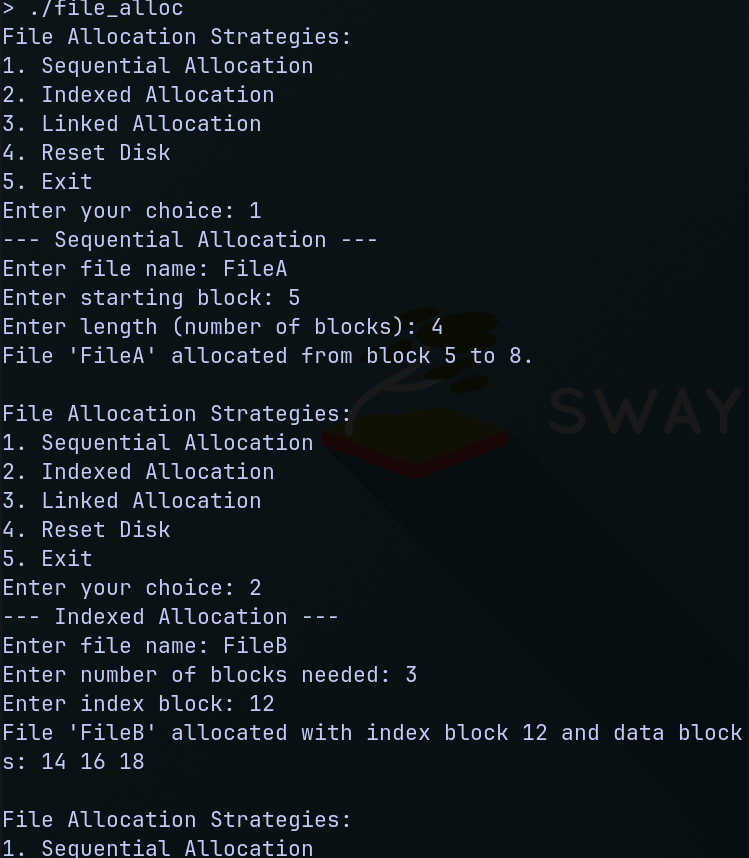 > ./file_alloc
File Allocation Strategies:
1. Sequential Allocation
2. Indexed Allocation
3. Linked Allocation
4. Reset Disk
5. Exit
Enter your choice: 1
--- Sequential Allocation ---
Enter file name: FileA
Enter starting block: 5
Enter length (number of blocks): 4
File 'FileA' allocated from block 5 to 8.

File Allocation Strategies:
SWAY
1. Sequential Allocation
2. Indexed Allocation
3. Linked Allocation
4. Reset Disk
5. Exit
Enter your choice: 2
--- Indexed Allocation ---
Enter file name: FileB
Enter number of blocks needed: 3
Enter index block: 12
File 'FileB' allocated with index block 12 and data block
s: 14 16 18

File Allocation Strategies:
1. Sequential Allocation